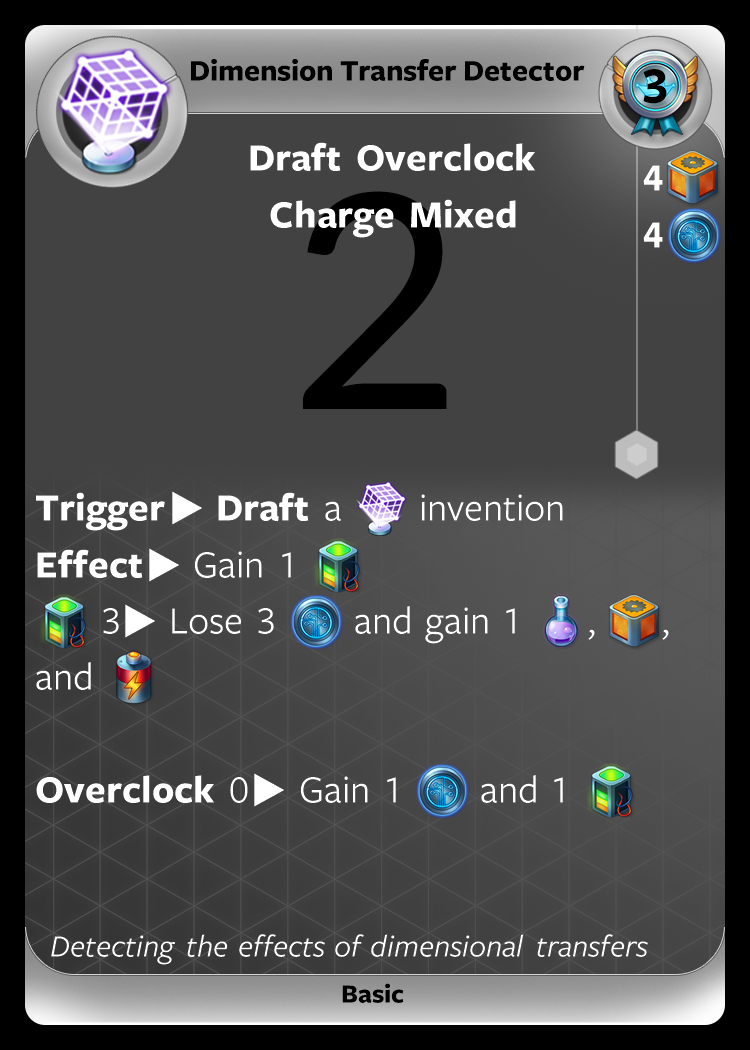 Dimension Transfer Detector
3
Draft Overclock
4
Charge Mixed
4
2
Trigger▶ Draft a invention
Effect▶ Gain 1
3▶ Lose 3 and gain 1 , ,
and
Overclock 0▶ Gain 1 and 1
Detecting the effects of dimensional transfers
Basic